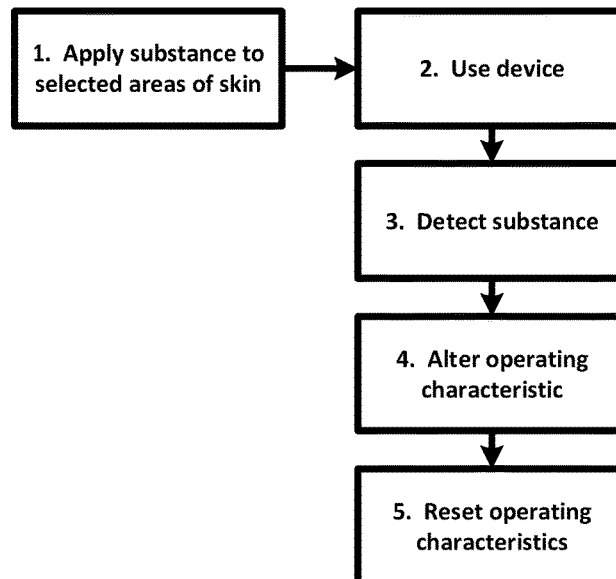 1. Apply substance to
selected areas of skin
2. Use device
3. Detect substance
4. Alter operating
characteristic
5. Reset operating
characteristics